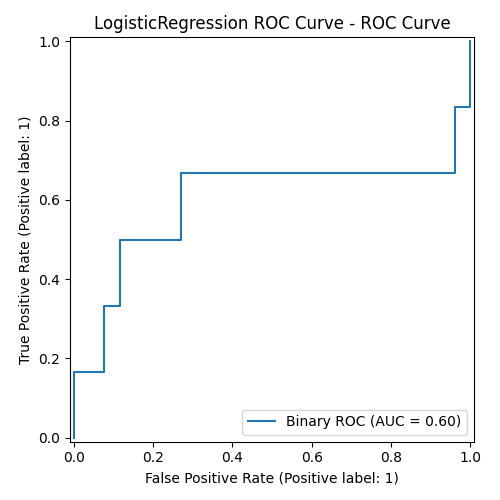 LogisticRegression ROC Curve - ROC Curve
True Positive Rate (Positive label: 1)
1.0
0.8
0.6
0.4
0.2
0.0
Binary ROC (AUC = 0.60)
0.0 0.2 0.4 0.6 0.8 1.0
False Positive Rate (Positive label: 1)